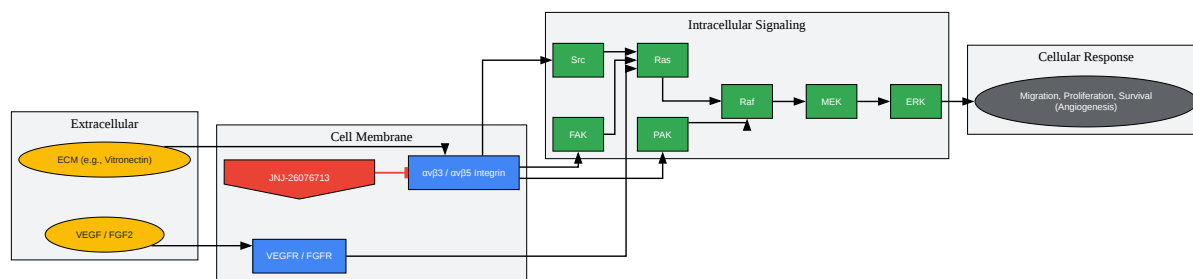 Intracellular Signaling
Src
Ras
Cellular Response
Migration, Proliferation, Survival
(Angiogenesis)
Raf
MEK
ERK
Extracellular
Cell Membrane
FAK
PAK
ECM (e.g., Vitronectin)
JNJ-26076713
αvβ3 / αvβ5 Integrin
VEGF / FGF2
VEGFR / FGFR